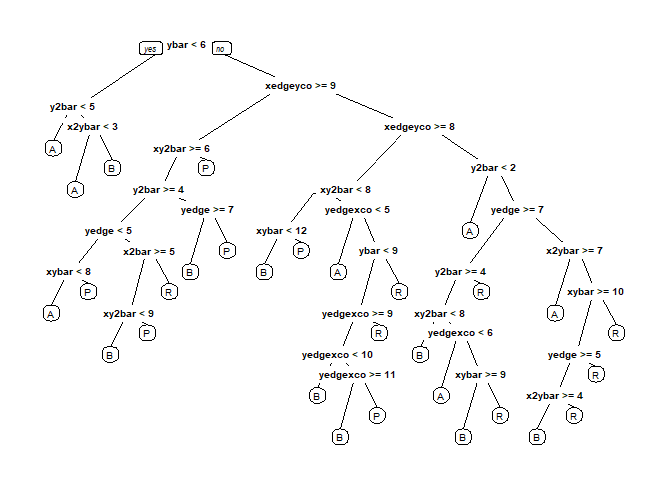 yes ybar < 6 no
xedgeyco >= 9
y2bar < 5
xedgeyco >= 8
x2ybar < 3
A
xy2bar >= 6
B
P
y2bar < 2
A
y2bar >= 4
xy2bar < 8
yedge >= 7
yedgexco < 5
yedge >= 7
yedge < 5
xybar < 12
A
x2bar >= 5
P
P
ybar < 9
x2ybar >= 7
xybar < 8
B
B
A
y2bar >= 4
P
R
R
R
xybar >= 10
A
xy2bar < 9
yedgexco >= 9
xy2bar < 8
A
P
R
yedgexco < 6
R
B
yedgexco < 10
B
yedge >= 5
yedgexco >= 11
xybar >= 9
R
B
A
x2ybar >= 4
P
R
R
B
B
B